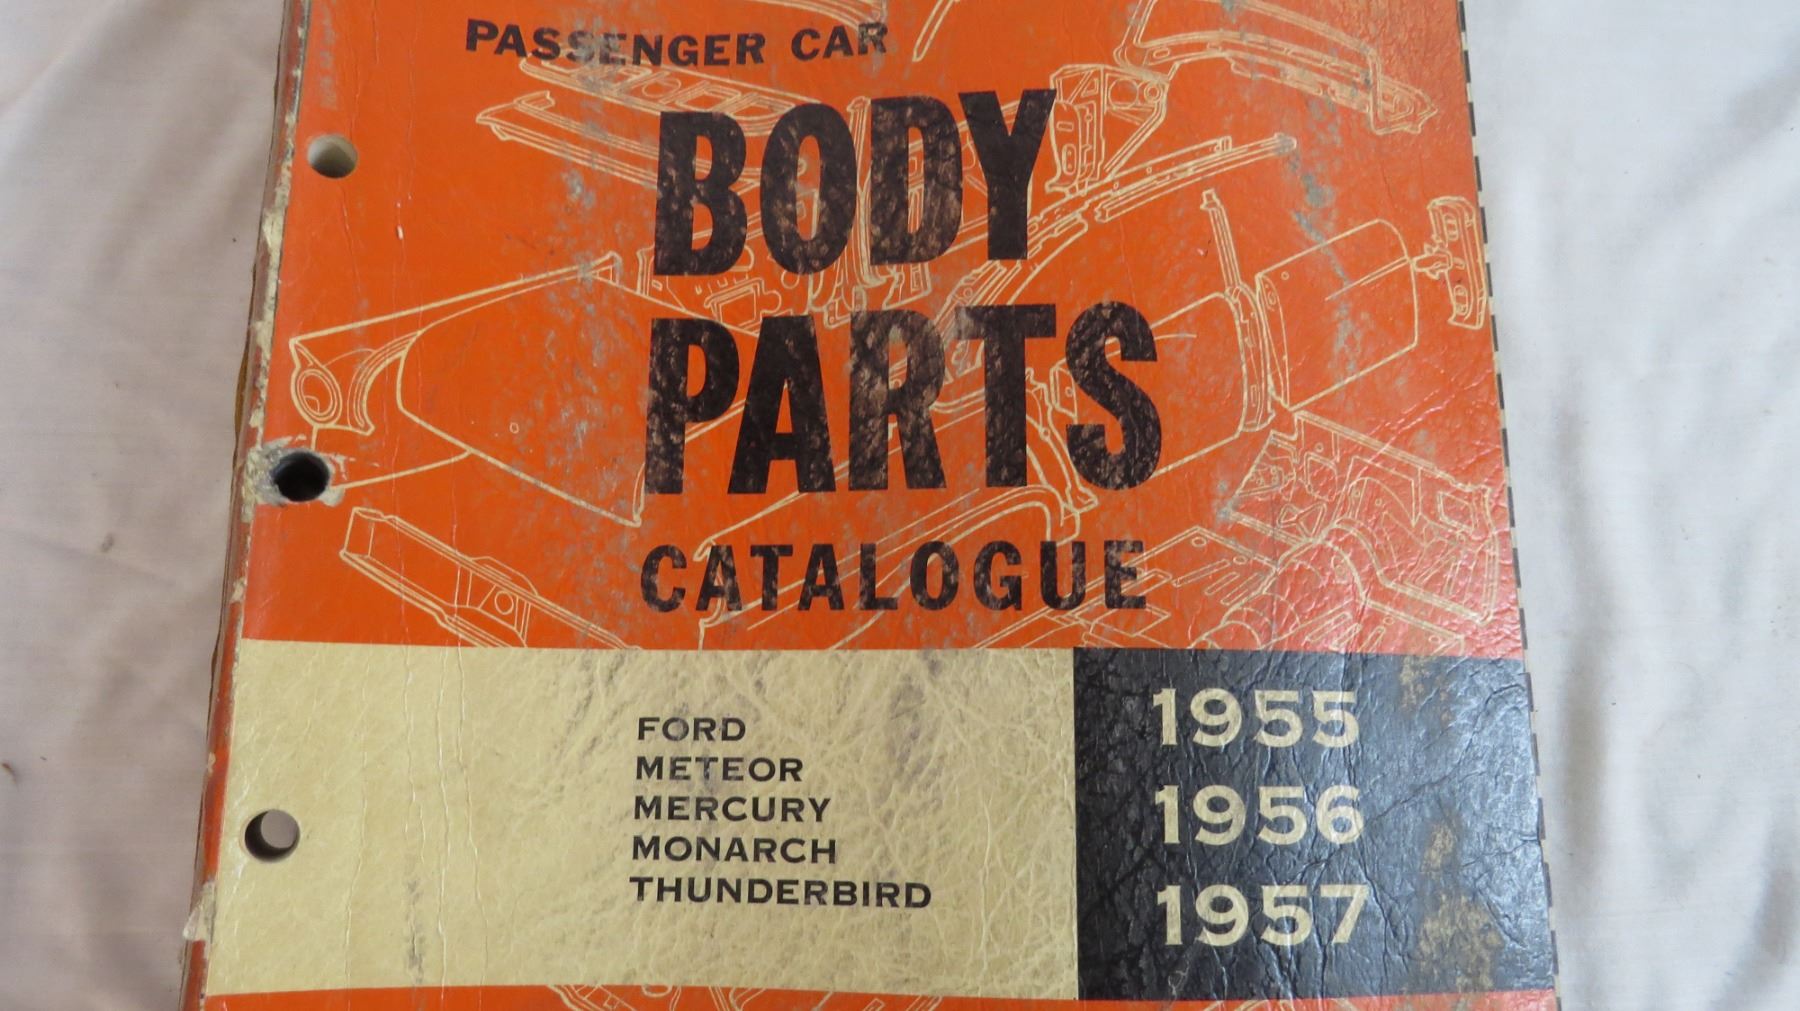 PASSENGER CAR
BODY
PARTS
CATALOGUE
FORD
METEOR
MERCURY
MONARCH
THUNDERBIRD
1955
1956
1957